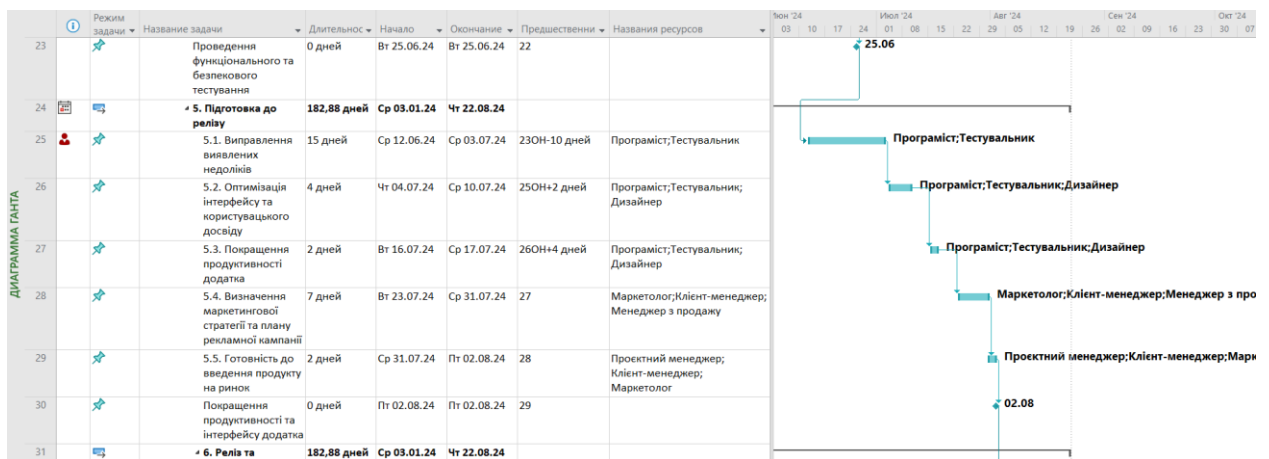 Июн '24 Июл '24 Авг '24 Сен '24 Окт '24
03 10 17 24 01 08 15 22 29 05 12 19 26 02 09 16 23 30 07
Режим
задачи Название задачи Длительнос Начало Окончание Предшественни Названия ресурсов
ДИАГРАММА ГАНТА
23 Проведення 0 дней Вт 25.06.24 Вт 25.06.24 22
функціонального та
безпекового
тестування
25.06
24 5. Підготовка до 182,88 дней Ср 03.01.24 Чт 22.08.24
релізу
25 5.1. Виправлення 15 дней Ср 12.06.24 Ср 03.07.24 23ОН-10 дней Програміст;Тестувальник
виявлених
недоліків
Програміст;Тестувальник
26 5.2. Оптимізація 4 дней Чт 04.07.24 Ср 10.07.24 25ОН+2 дней Програміст;Тестувальник;
інтерфейсу та Дизайнер
користувацького
досвіду
Програміст;Тестувальник;Дизайнер
27 5.3. Покращення 2 дней Вт 16.07.24 Ср 17.07.24 26ОН+4 дней Програміст;Тестувальник;
продуктивності Дизайнер
додатка
Програміст;Тестувальник;Дизайнер
28 5.4. Визначення 7 дней Вт 23.07.24 Ср 31.07.24 27 Маркетолог;Клієнт-менеджер;
маркетингової Менеджер з продажу
стратегії та плану
рекламної кампанії
Маркетолог;Клієнт-менеджер;Менеджер з про
29 5.5. Готовність до 2 дней Ср 31.07.24 Пт 02.08.24 28 Проєктний менеджер;
введення продукту Клієнт-менеджер;
на ринок Маркетолог
Проєктний менеджер;Клієнт-менеджер;Марк
30 Покращення 0 дней Пт 02.08.24 Пт 02.08.24 29
продуктивності та
інтерфейсу додатка
02.08
31 6. Реліз та 182,88 дней Ср 03.01.24 Чт 22.08.24